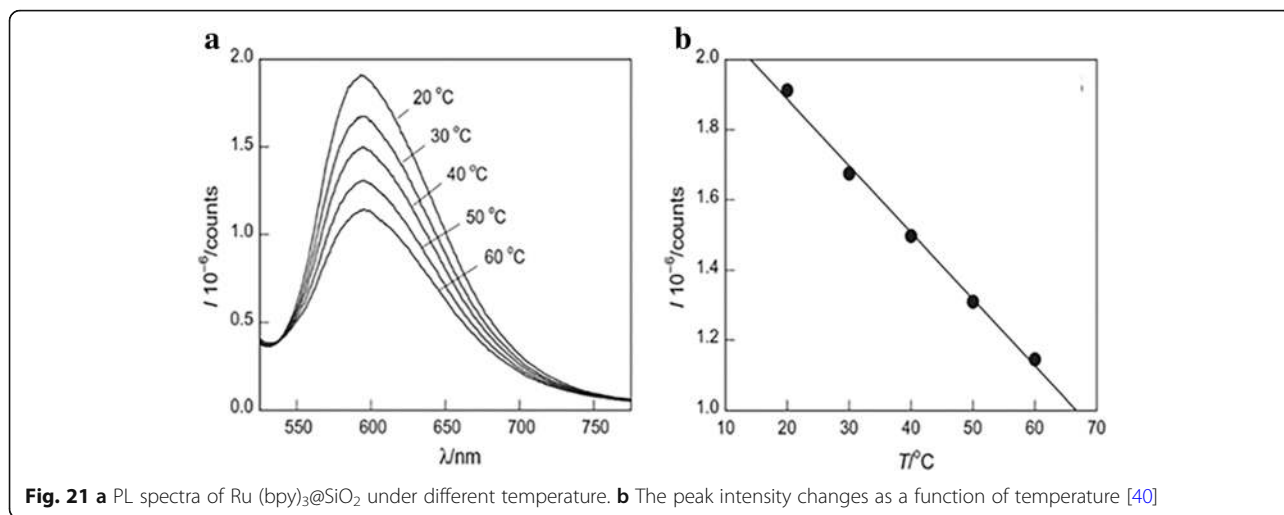 a
2.0
1.5
1.0
0.5
0.0
I / 10⁻⁶/counts
20 °C
30 °C
40 °C
50 °C
60 °C
550 600 650 700 750
λ/nm
b
2.0
1.8
1.6
1.4
1.2
1.0
I / 10⁻⁶/counts
10 20 30 40 50 60 70
T/°C
Fig. 21 a PL spectra of Ru (bpy)₃@SiO₂ under different temperature. b The peak intensity changes as a function of temperature [40]